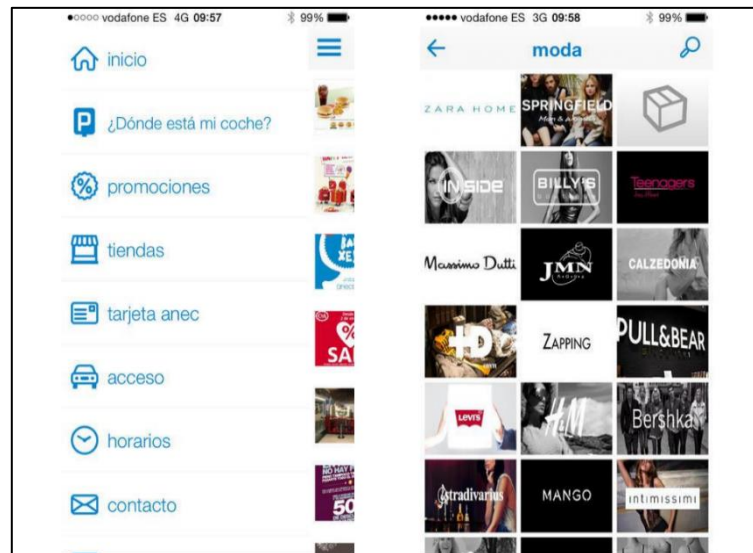 vodafone ES 4G 09:57 99%
inicio
¿Dónde está mi coche?
promociones
tiendas
tarjeta anec
acceso
horarios
contacto
SA
50
vodafone ES 3G 09:58 99%
moda
ZARA HOME
SPRINGFIELD
INSIDE
BILLY'S
Teenagers
Massimo Dutti
JMN
CALZEDONIA
+D
ZAPPING
PULL&BEAR
LEVI'S
H&M
Bershka
stradivarius
MANGO
intimissimi